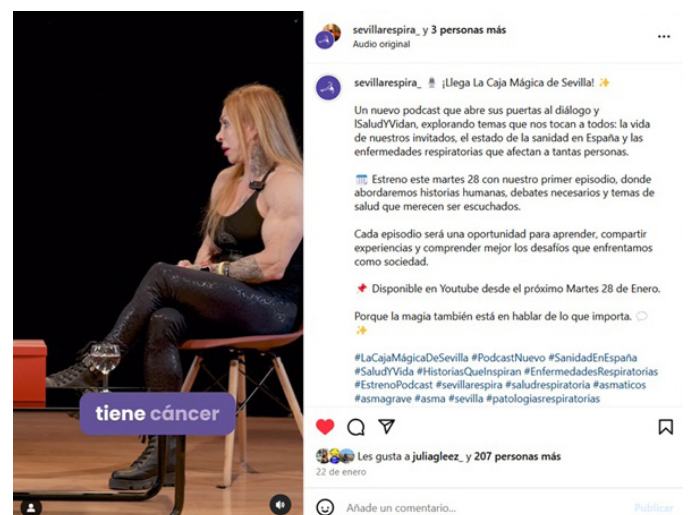 tiene cáncer
sevillarespira_ y 3 personas más
Audio original
sevillarespira_ 🎙️ ¡Llega La Caja Mágica de Sevilla! ✨
Un nuevo podcast que abre sus puertas al diálogo y
lSaludYVidan, explorando temas que nos tocan a todos: la vida
de nuestros invitados, el estado de la sanidad en España y las
enfermedades respiratorias que afectan a tantas personas.
🗓️ Estreno este martes 28 con nuestro primer episodio, donde
abordaremos historias humanas, debates necesarios y temas de
salud que merecen ser escuchados.
Cada episodio será una oportunidad para aprender, compartir
experiencias y comprender mejor los desafíos que enfrentamos
como sociedad.
📌 Disponible en Youtube desde el próximo Martes 28 de Enero.
Porque la magia también está en hablar de lo que importa. 💬
✨
#LaCajaMágicaDeSevilla #PodcastNuevo #SanidadEnEspaña
#SaludYVida #HistoriasQueInspiran #EnfermedadesRespiratorias
#EstrenoPodcast #sevillarespira #saludrespiratoria #asmaticos
#asmagrave #asma #sevilla #patologiasrespiratorias
Les gusta a juliagleez_ y 207 personas más
22 de enero
Añade un comentario...
Publicar